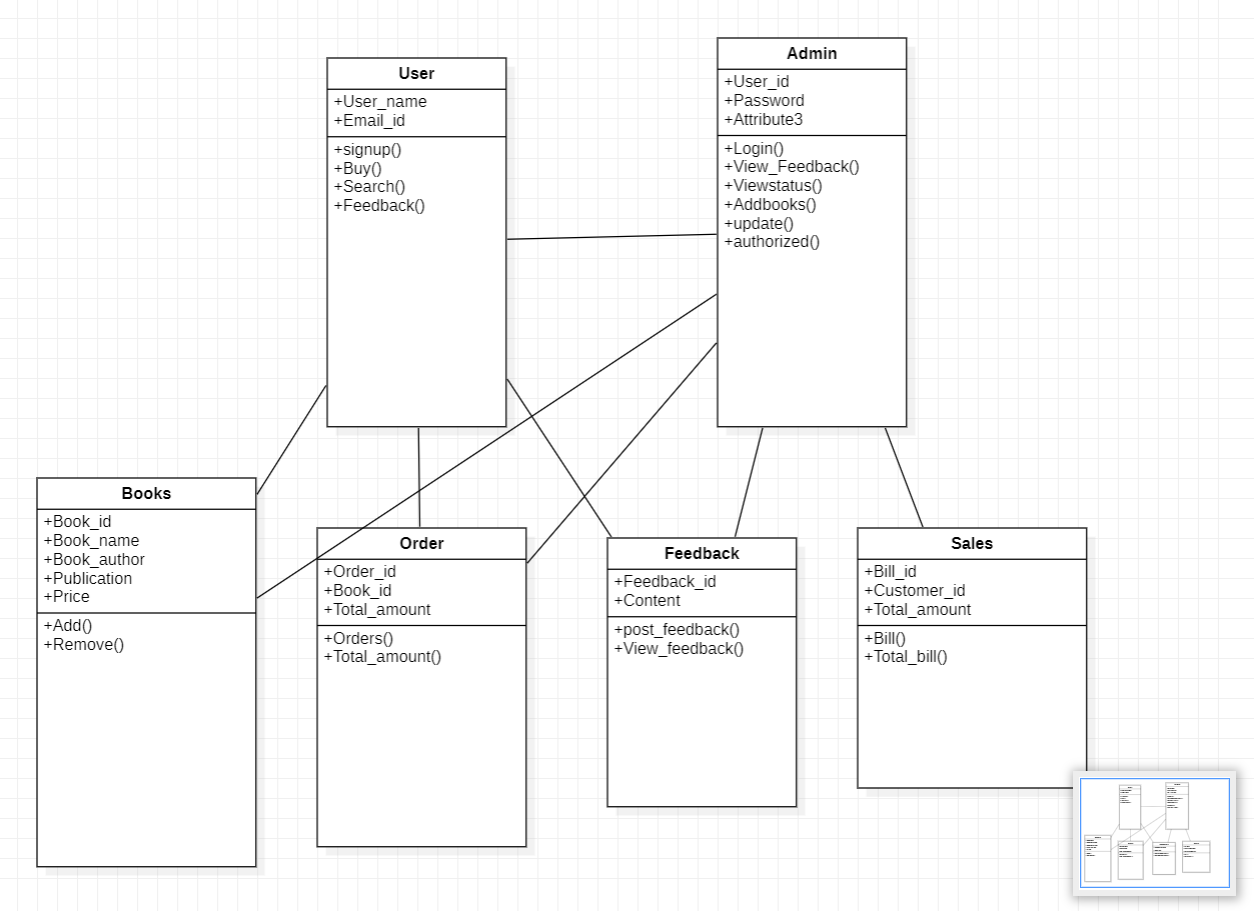 User
+User_name
+Email_id
+signup()
+Buy()
+Search()
+Feedback()
Admin
+User_id
+Password
+Attribute3
+Login()
+View_Feedback()
+Viewstatus()
+Addbooks()
+update()
+authorized()
Books
+Book_id
+Book_name
+Book_author
+Publication
+Price
+Add()
+Remove()
Order
+Order_id
+Book_id
+Total_amount
+Orders()
+Total_amount()
Feedback
+Feedback_id
+Content
+post_feedback()
+View_feedback()
Sales
+Bill_id
+Customer_id
+Total_amount
+Bill()
+Total_bill()